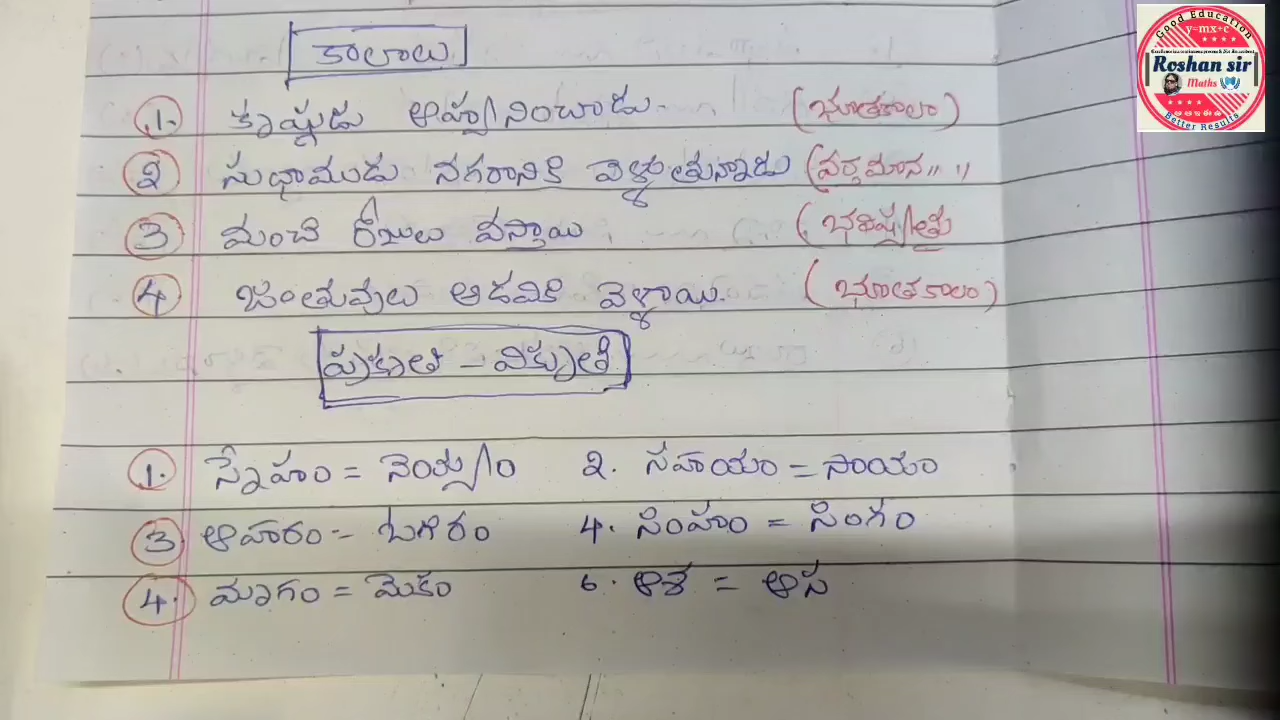 Good Education
y=mx+c
Roshan sir
Maths
Better Results
కాలాలు
1. కృష్ణుడు ఆహ్వానించాడు. (భూతకాలం)
2 సుధాముడు నగరానికి వెళ్ళుతున్నాడు (వర్తమాన ,, ,,)
3 మంచి రోజులు వస్తాయి (భవిష్యత్తు
4 జంతువులు అడవికి వెళ్ళాయి. (భూతకాలం)
ప్రకృతి - వికృతి
1. స్నేహం = నెయ్యం 2. సహాయం = సాయం
3 ఆహారం - ఓగిరం 4. సింహం = సింగం
4. మృగం = మెకం 6. ఆశ = ఆస